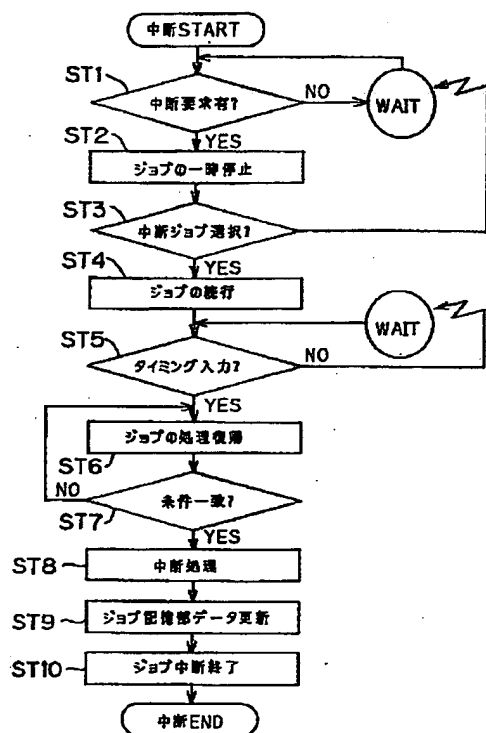 中断START
ST1
中断要求有?
NO
WAIT
YES
ST2
ジョブの一時停止
ST3
中断ジョブ選択?
YES
ST4
ジョブの続行
WAIT
ST5
タイミング入力?
NO
YES
ジョブの処理復帰
ST6
NO
条件一致?
ST7
YES
ST8
中断処理
ST9
ジョブ記憶部データ更新
ST10
ジョブ中断終了
中断END